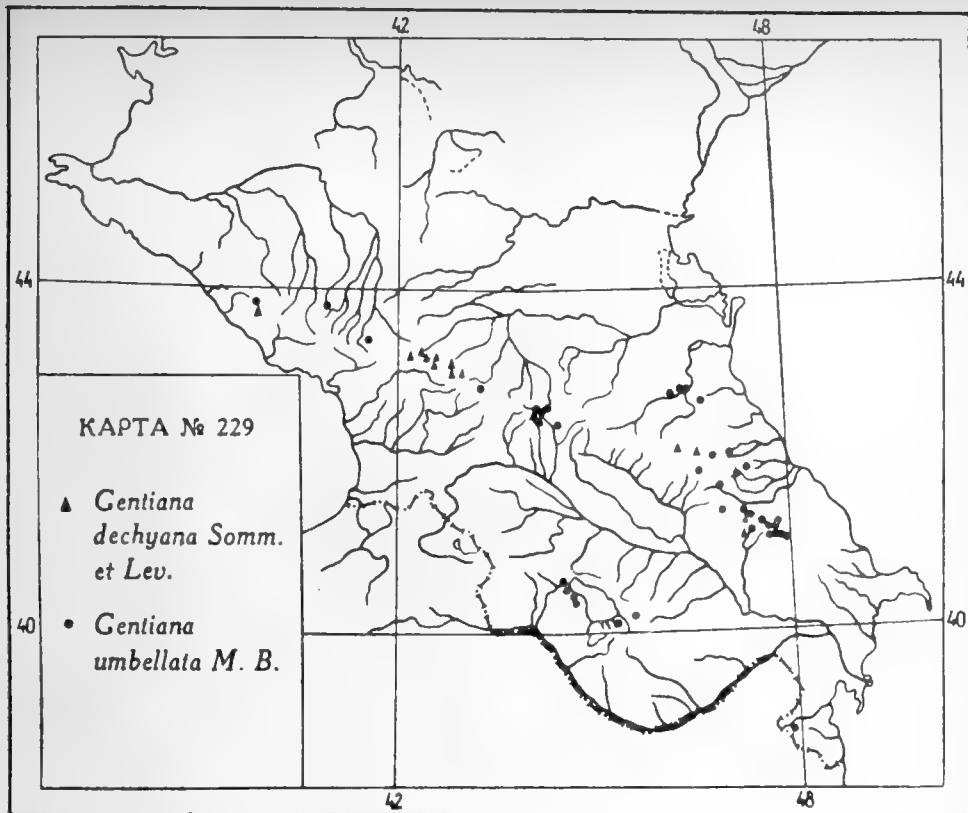 42 48
44 44
КАРТА № 229
Gentiana
dechyana Somm.
et Lev.
Gentiana
umbellata M. B.
40 40
42 48